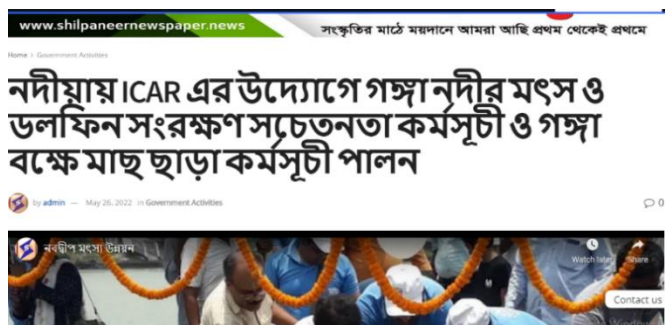 www.shilpaneernewspaper.news
সংস্কৃতির মাঠে ময়দানে আমরা আছি প্রথম থেকেই প্রথমে
Home > Government Activities
নদীয়ায় ICAR এর উদ্যোগে গঙ্গা নদীর মৎস ও
ডলফিন সংরক্ষণ সচেতনতা কর্মসূচী ও গঙ্গা
বক্ষে মাছ ছাড়া কর্মসূচী পালন
by admin — May 26, 2022 in Government Activities
0
নবদ্বীপ মৎস্য উন্নয়ন
Watch later
Share
Contact us